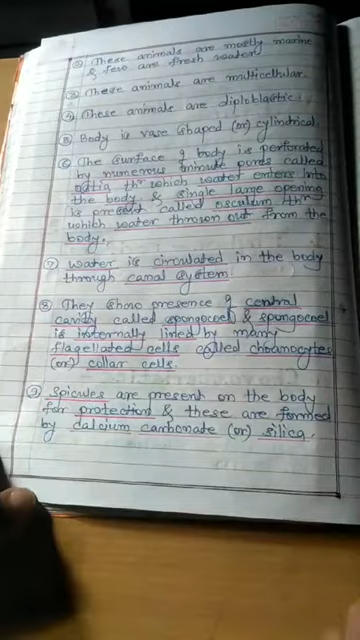 ② These animals are mostly marine
& few are fresh water.
③ These animals are multicellular.
④ These animals are diploblastic.
⑤ Body is vase shaped (or) cylindrical.
⑥ The surface of body is perforated
by numerous minute pores called
ostia thr which water enters into
the body & single large opening
is present called osculum thr
which water thrown out from the
body.
⑦ water is circulated in the body
through canal system.
⑧ They show presence of central
cavity called spongocoel & spongocoel
is internally lined by many
flagellated cells called choanocytes
(or) collar cells.
⑨ Spicules are present on the body
for protection & these are formed
by calcium carbonate (or) silica.